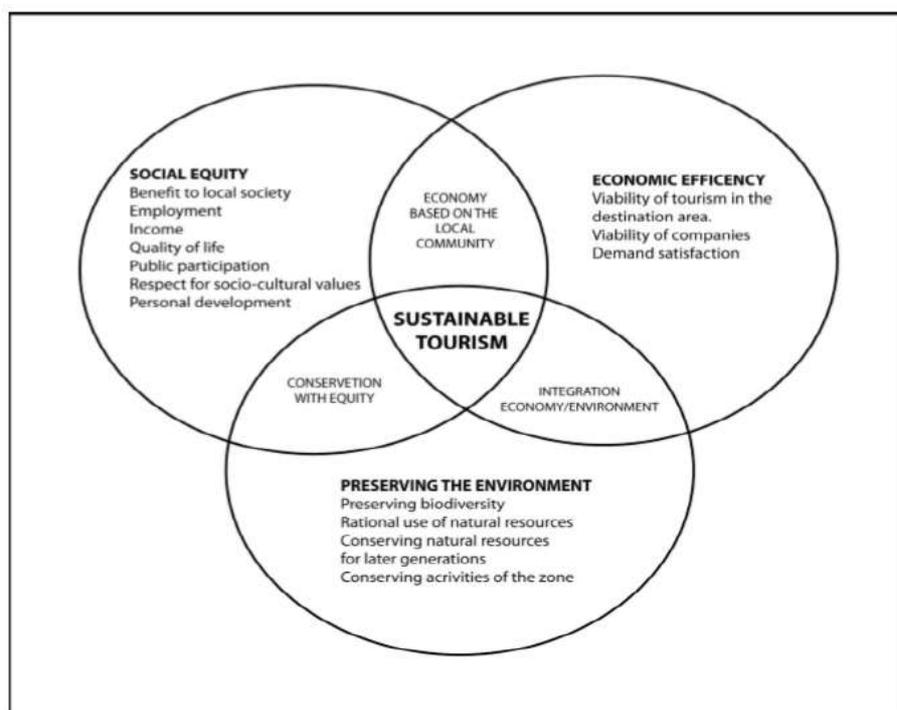 SOCIAL EQUITY
Benefit to local society
Employment
Income
Quality of life
Public participation
Respect for socio-cultural values
Personal development
ECONOMY
BASED ON THE
LOCAL
COMMUNITY
ECONOMIC EFFICENCY
Viability of tourism in the
destination area.
Viability of companies
Demand satisfaction
SUSTAINABLE
TOURISM
CONSERVETION
WITH EQUITY
INTEGRATION
ECONOMY/ENVIRONMENT
PRESERVING THE ENVIRONMENT
Preserving biodiversity
Rational use of natural resources
Conserving natural resources
for later generations
Conserving acrivities of the zone